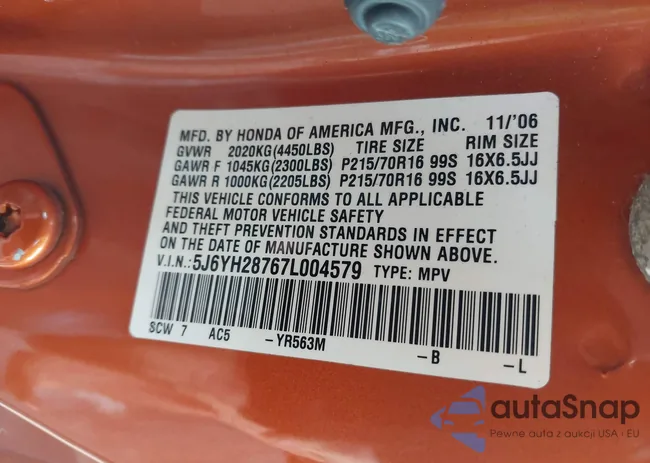 MFD. BY HONDA OF AMERICA MFG., INC. 11/'06
GVWR 2020KG(4450LBS) TIRE SIZE RIM SIZE
GAWR F 1045KG(2300LBS) P215/70R16 99S 16X6.5JJ
GAWR R 1000KG(2205LBS) P215/70R16 99S 16X6.5JJ
THIS VEHICLE CONFORMS TO ALL APPLICABLE
FEDERAL MOTOR VEHICLE SAFETY
AND THEFT PREVENTION STANDARDS IN EFFECT
ON THE DATE OF MANUFACTURE SHOWN ABOVE.
V.I.N.:5J6YH28767L004579 TYPE: MPV
SCW 7 AC5 -YR563M -B -L
autaSnap
Pewne auta z aukcji USA i EU